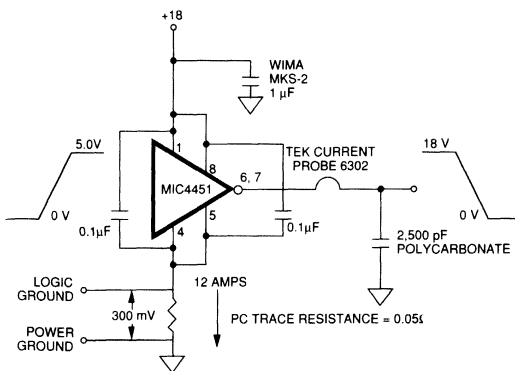 +18
WIMA
MKS-2
1 µF
5.0V
0 V
0.1µF
1
8
MIC4451
6, 7
4
5
0.1µF
TEK CURRENT
PROBE 6302
18 V
0 V
2,500 pF
POLYCARBONATE
LOGIC
GROUND
12 AMPS
300 mV
PC TRACE RESISTANCE = 0.05
POWER
GROUND